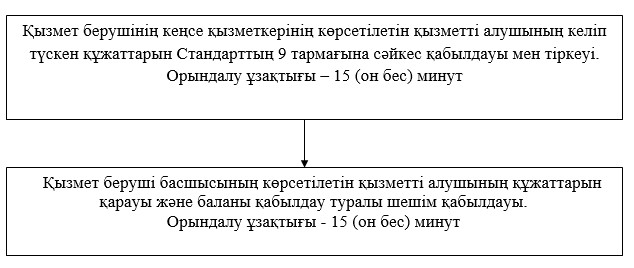 Қызмет берушінің кеңсе қызметкерінің көрсетілетін қызметті алушының келіп
түскен құжаттарын Стандарттың 9 тармағына сәйкес қабылдауы мен тіркеуі.
Орындалу ұзақтығы – 15 (он бес) минут
Қызмет беруші басшысының көрсетілетін қызметті алушының құжаттарын
қарауы және баланы қабылдау туралы шешім қабылдауы.
Орындалу ұзақтығы - 15 (он бес) минут